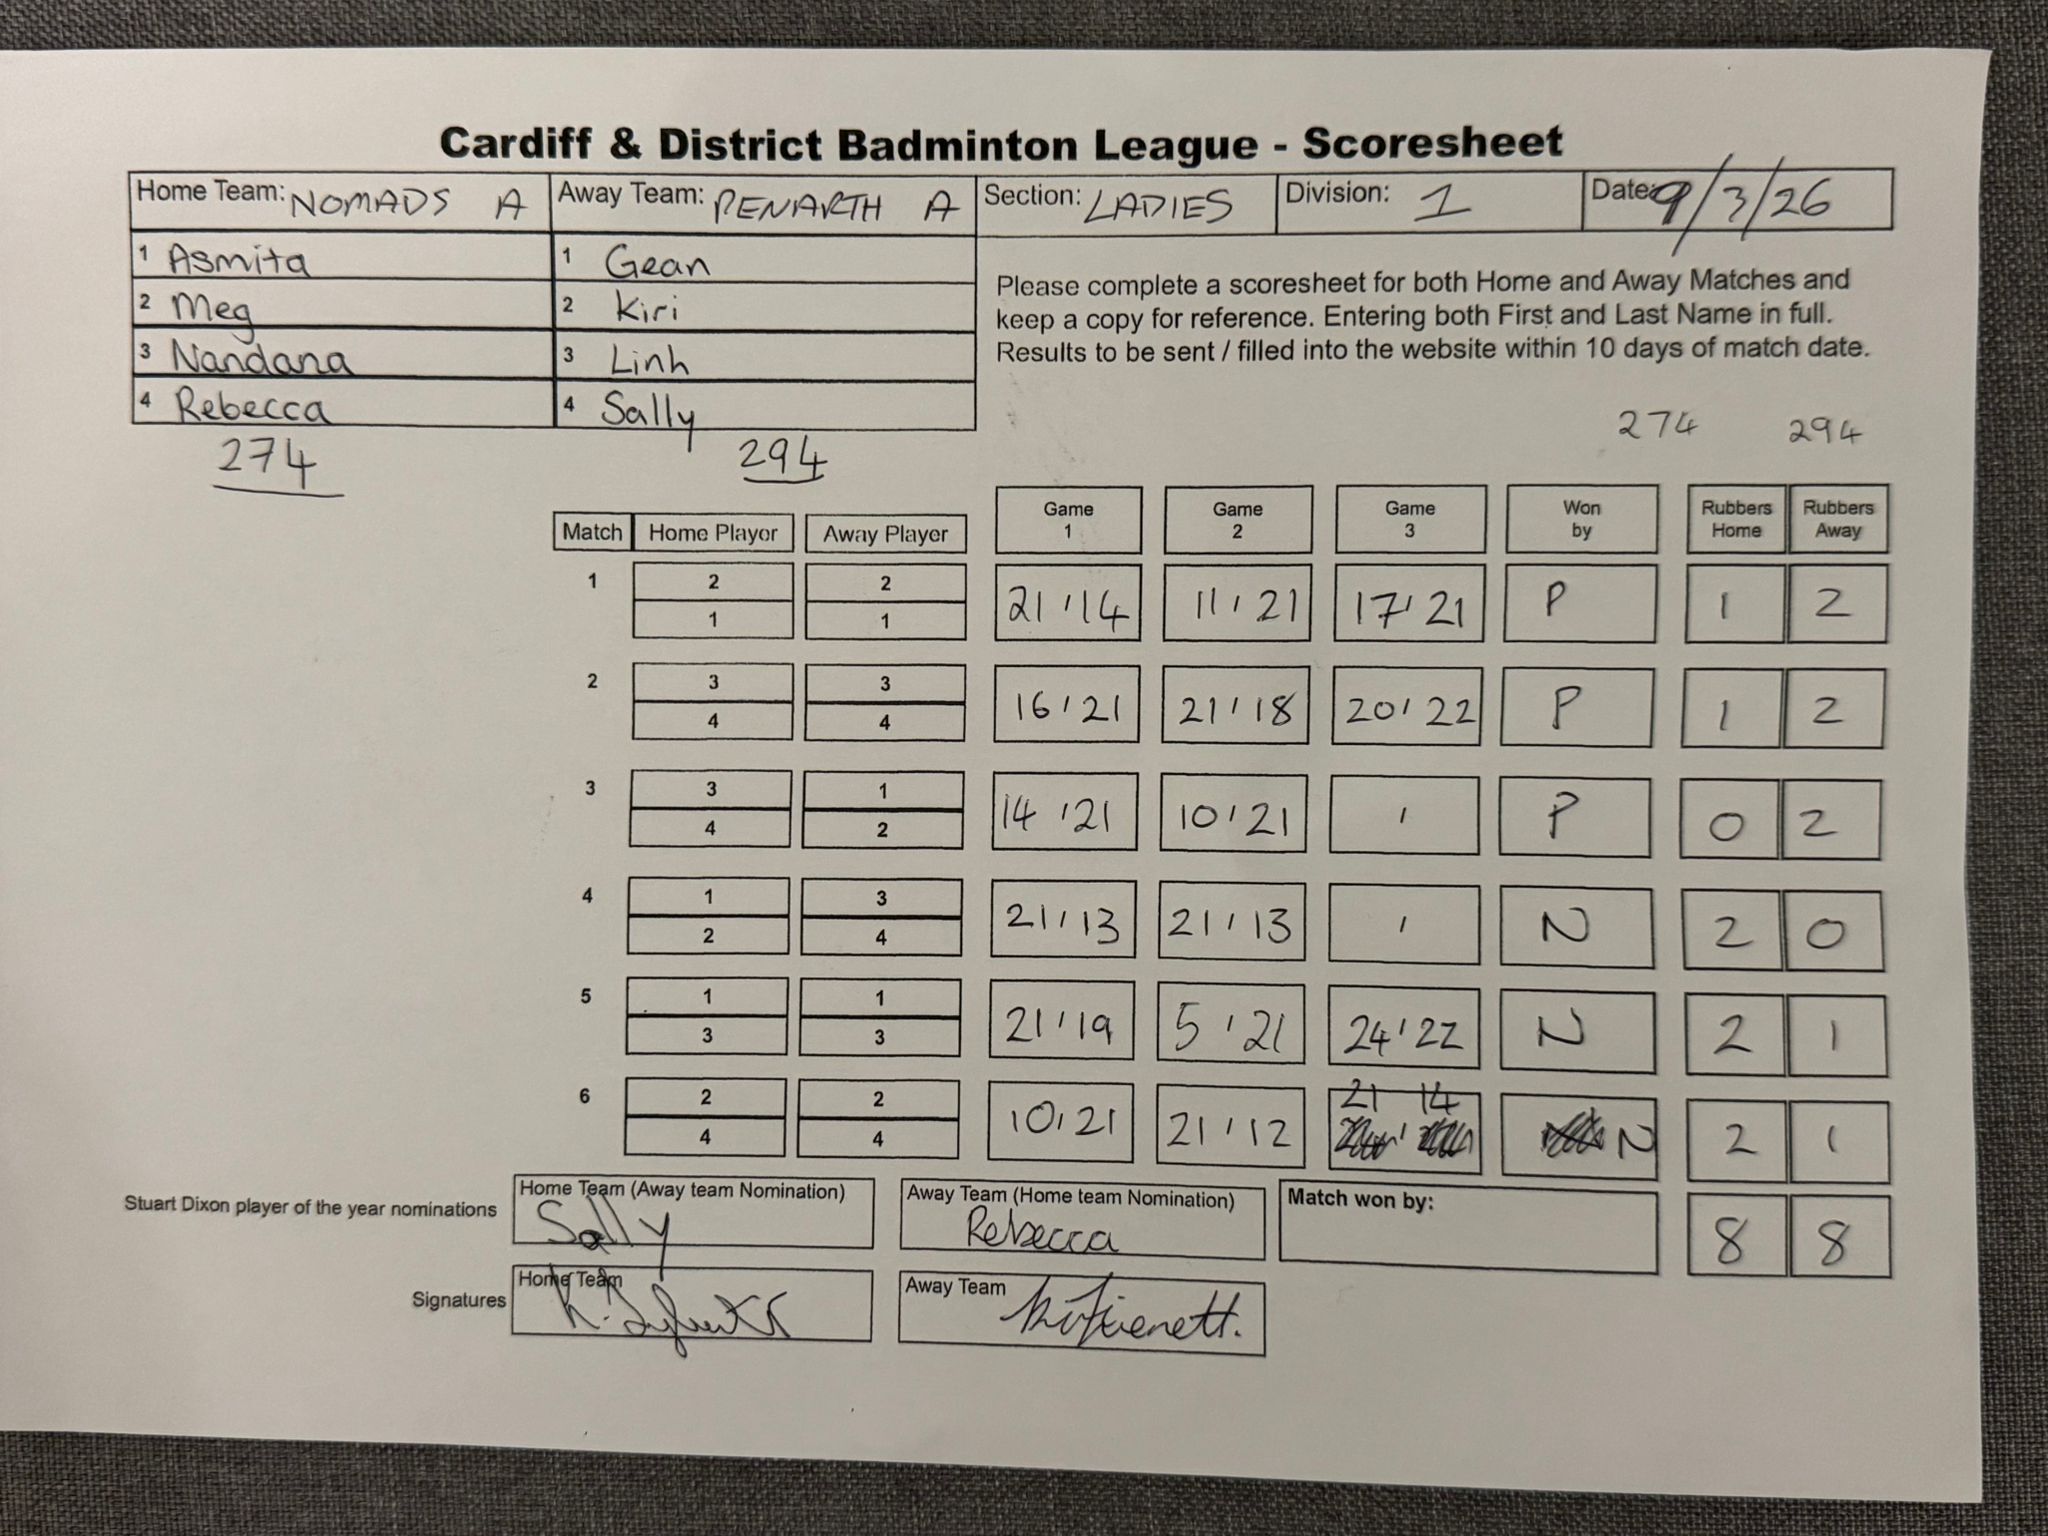 Cardiff & District Badminton League - Scoresheet
Home Team: NOMADS A Away Team: PENARTH A Section: LADIES Division: 1 Date: 9/3/26
1 Asmita 1 Gean
2 Meg 2 Kiri
3 Nandana 3 Linh
4 Rebecca 4 Sally
Please complete a scoresheet for both Home and Away Matches and
keep a copy for reference. Entering both First and Last Name in full.
Results to be sent / filled into the website within 10 days of match date.
274 294
274 294
Match Home Player Away Player Game 1 Game 2 Game 3 Won by Rubbers Home Rubbers Away
1 2 2 21 ' 14 11 ' 21 17 ' 21 P 1 2
1 1
2 3 3 16 ' 21 21 ' 18 20 ' 22 P 1 2
4 4
3 3 1 14 ' 21 10 ' 21 ' P 0 2
4 2
4 1 3 21 ' 13 21 ' 13 ' N 2 0
2 4
5 1 1 21 ' 19 5 ' 21 24 ' 22 N 2 1
3 3
6 2 2 10 ' 21 21 ' 12 21 14 N 2 1
4 4
Stuart Dixon player of the year nominations Home Team (Away team Nomination) Sally Away Team (Home team Nomination) Rebecca Match won by: 8 8
Signatures Home Team Away Team